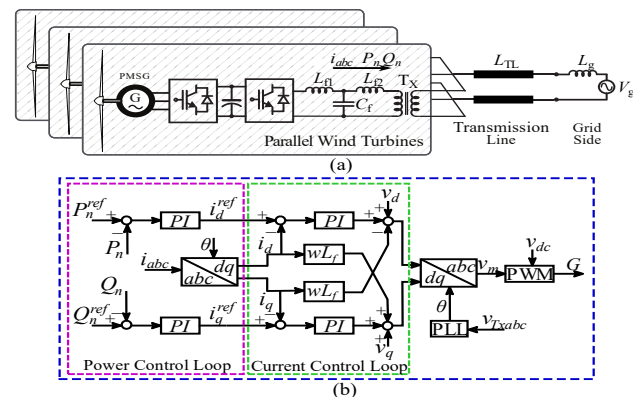 i_abc P_n Q_n
PMSG
G
L_f1
L_f2
C_f
T_X
L_TL
L_g
V_g
Parallel Wind Turbines
Transmission Line
Grid Side
(a)
P_n^ref + − P_n
PI
i_d^ref
+ − i_d
PI
v_d
+ − +
i_abc
θ
dq
abc
wL_f
wL_f
Q_n
−
Q_n^ref +
PI
i_q^ref
+ − i_q
PI
+ + +
v_q
abc
dq
v_m
v_dc
PWM
G
θ
PLL
v_Txabc
Power Control Loop
Current Control Loop
(b)